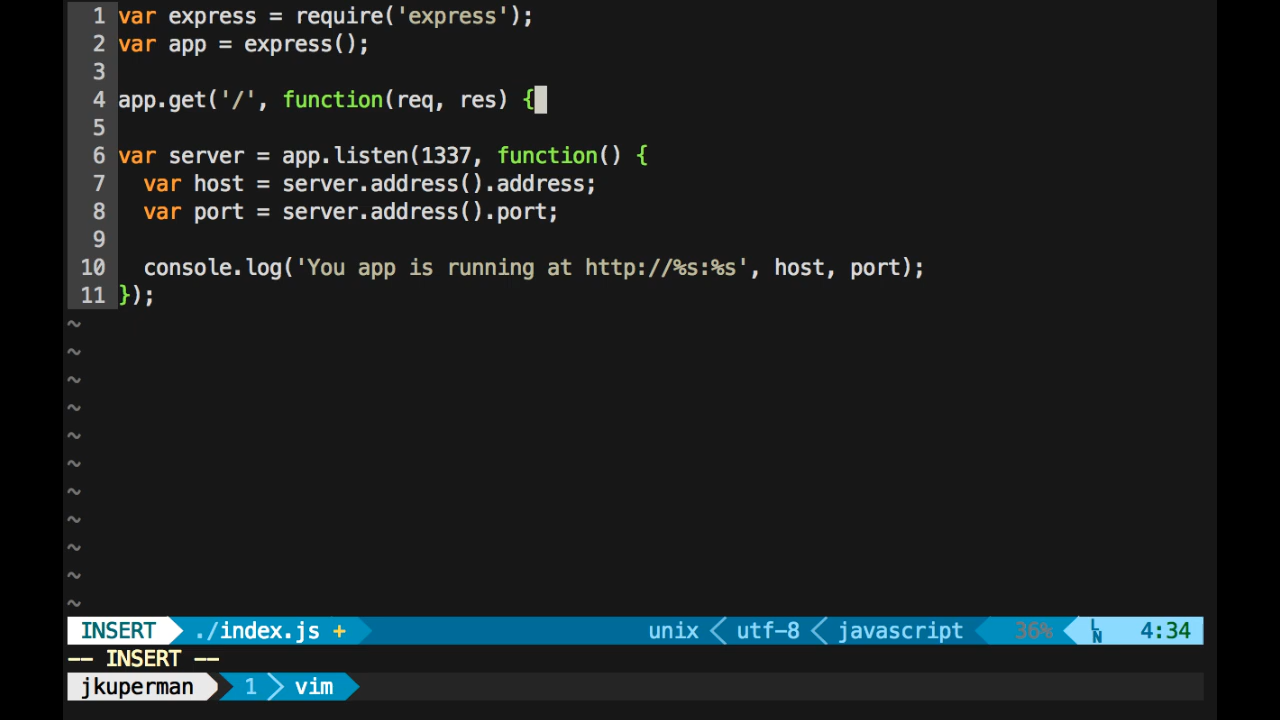 1 var express = require('express');
2 var app = express();
3
4 app.get('/', function(req, res) {
5
6 var server = app.listen(1337, function() {
7   var host = server.address().address;
8   var port = server.address().port;
9
10   console.log('You app is running at http://%s:%s', host, port);
11 });
~
~
~
~
~
~
~
~
~
~
~
INSERT ./index.js + unix utf-8 javascript 36% LN 4:34
-- INSERT --
jkuperman 1 vim